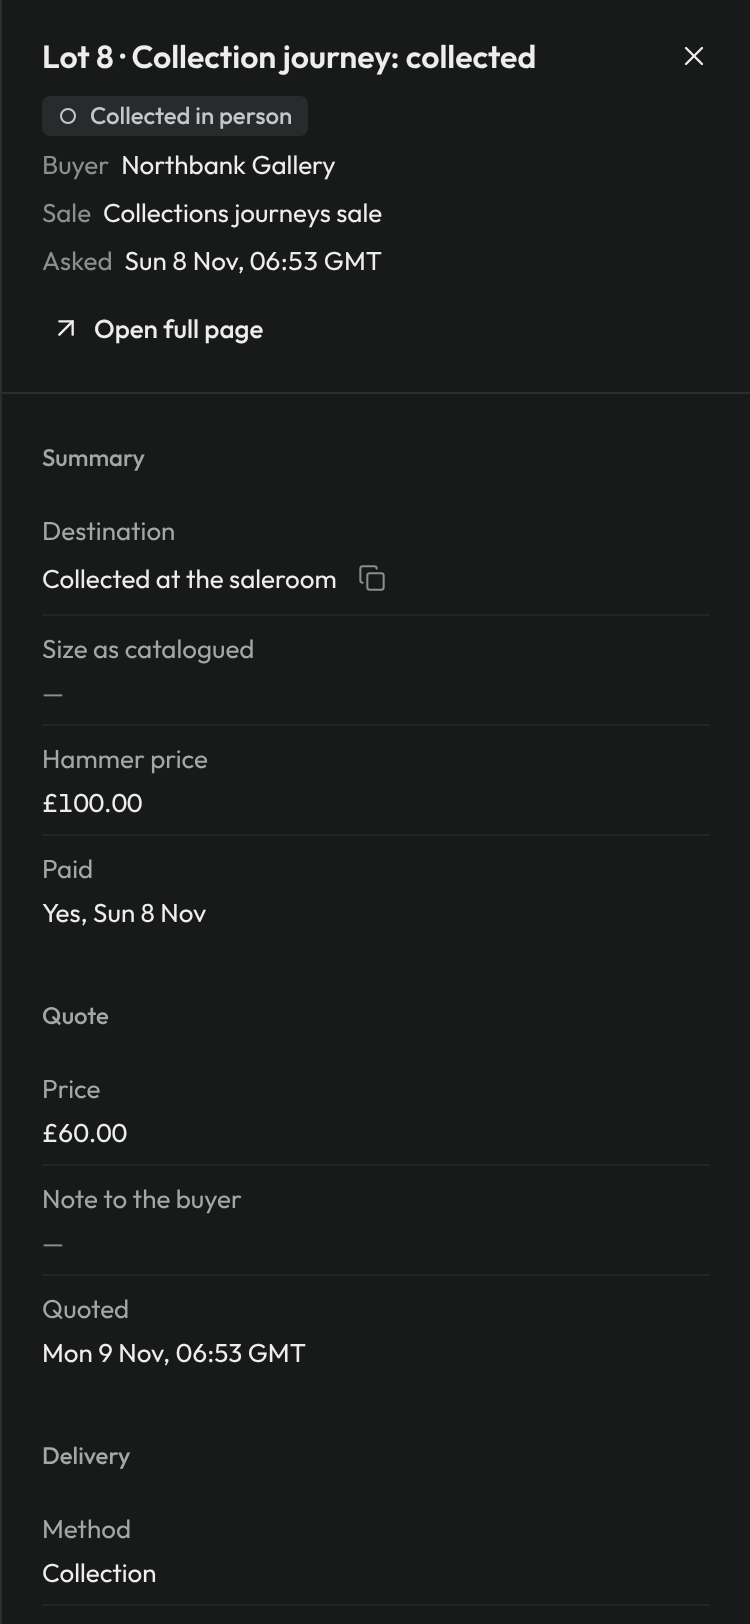 Lot 8 · Collection journey: collected
Collected in person
Buyer Northbank Gallery
Sale Collections journeys sale
Asked Sun 8 Nov, 06:53 GMT
Open full page
Summary
Destination
Collected at the saleroom
Size as catalogued
—
Hammer price
£100.00
Paid
Yes, Sun 8 Nov
Quote
Price
£60.00
Note to the buyer
—
Quoted
Mon 9 Nov, 06:53 GMT
Delivery
Method
Collection